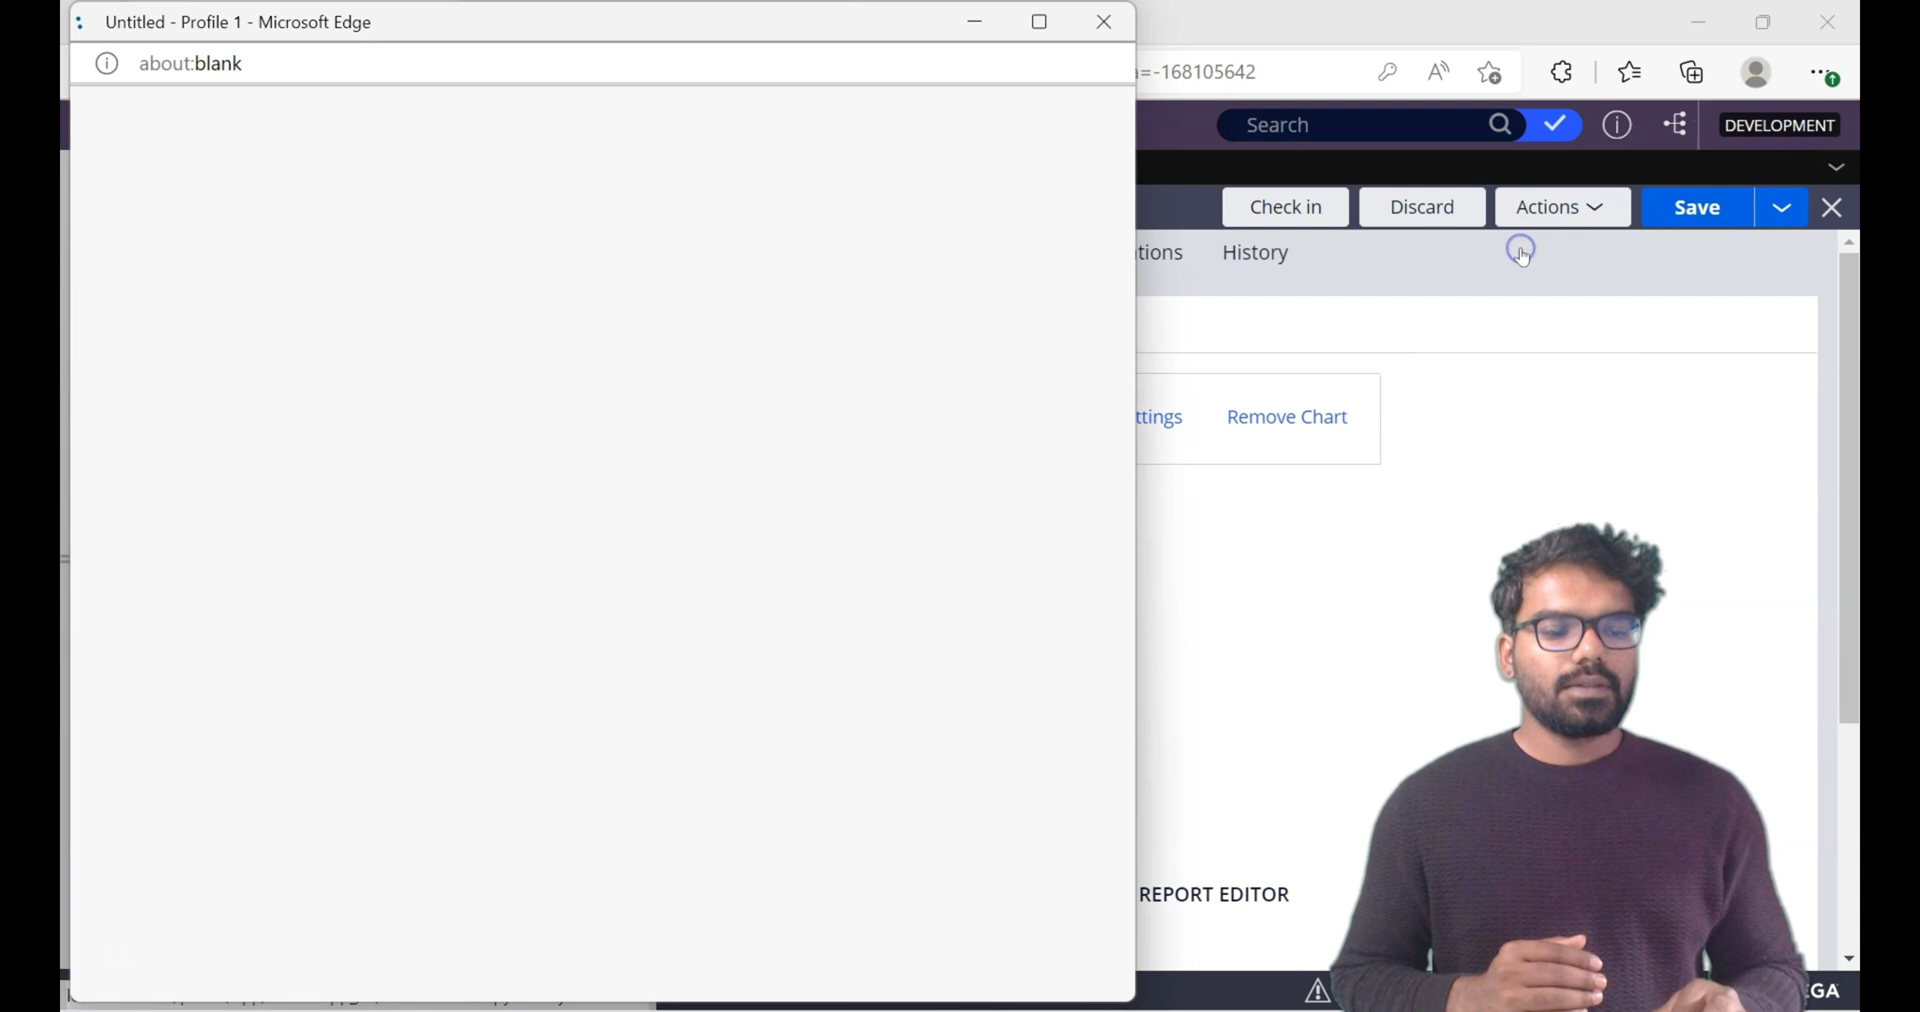 Untitled - Profile 1 - Microsoft Edge
about:blank
=-168105642
Search
DEVELOPMENT
Check in
Discard
Actions
Save
tions
History
ttings
Remove Chart
REPORT EDITOR
GA